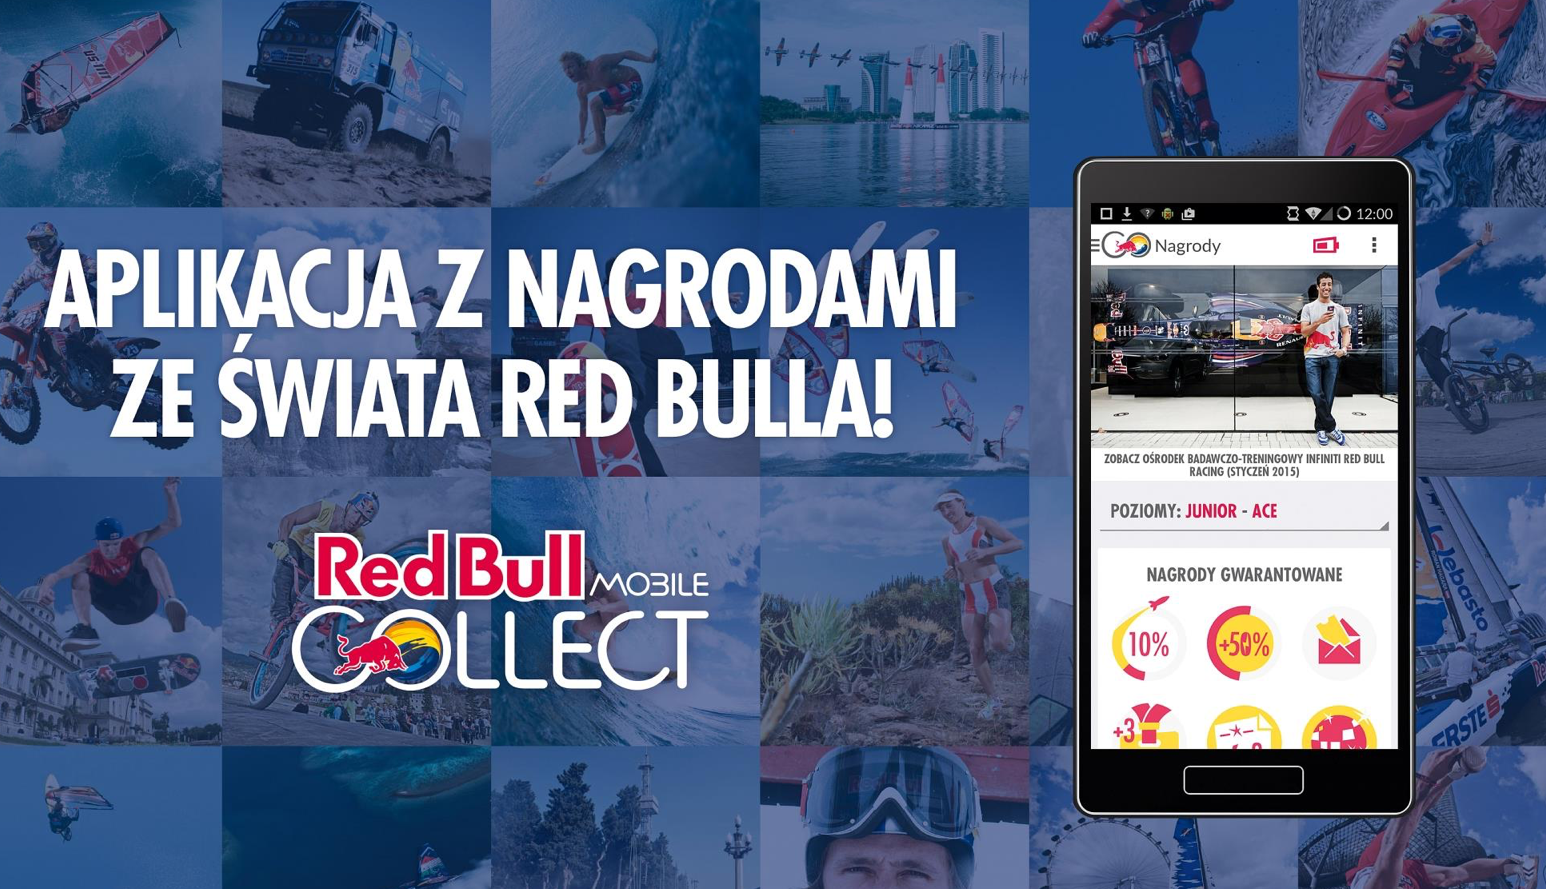 APLIKACJA Z NAGRODAMI
ZE ŚWIATA RED BULLA!
Red Bull MOBILE
COLLECT
12:00
Nagrody
ZOBACZ OŚRODEK BADAWCZO-TRENINGOWY INFINITI RED BULL
RACING (STYCZEŃ 2015)
POZIOMY: JUNIOR - ACE
NAGRODY GWARANTOWANE
10%
+50%
+3
ERSTE